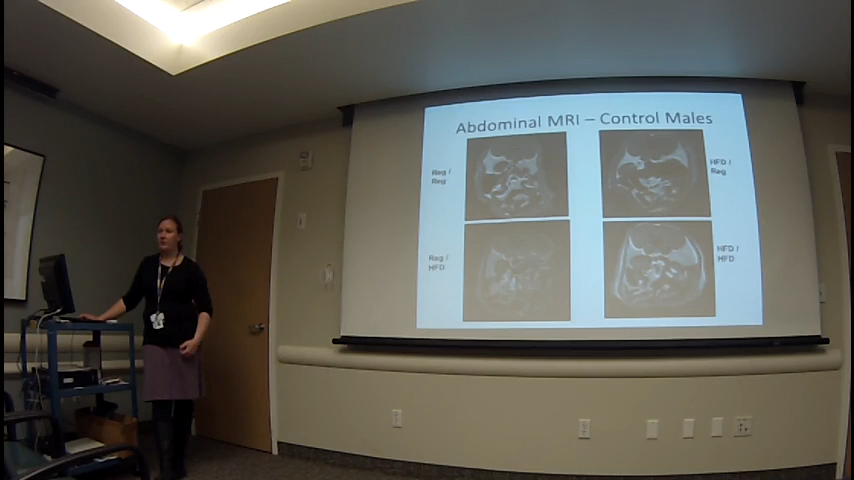 Abdominal MRI – Control Males
Reg /
Reg
HFD /
Reg
Reg /
HFD
HFD /
HFD